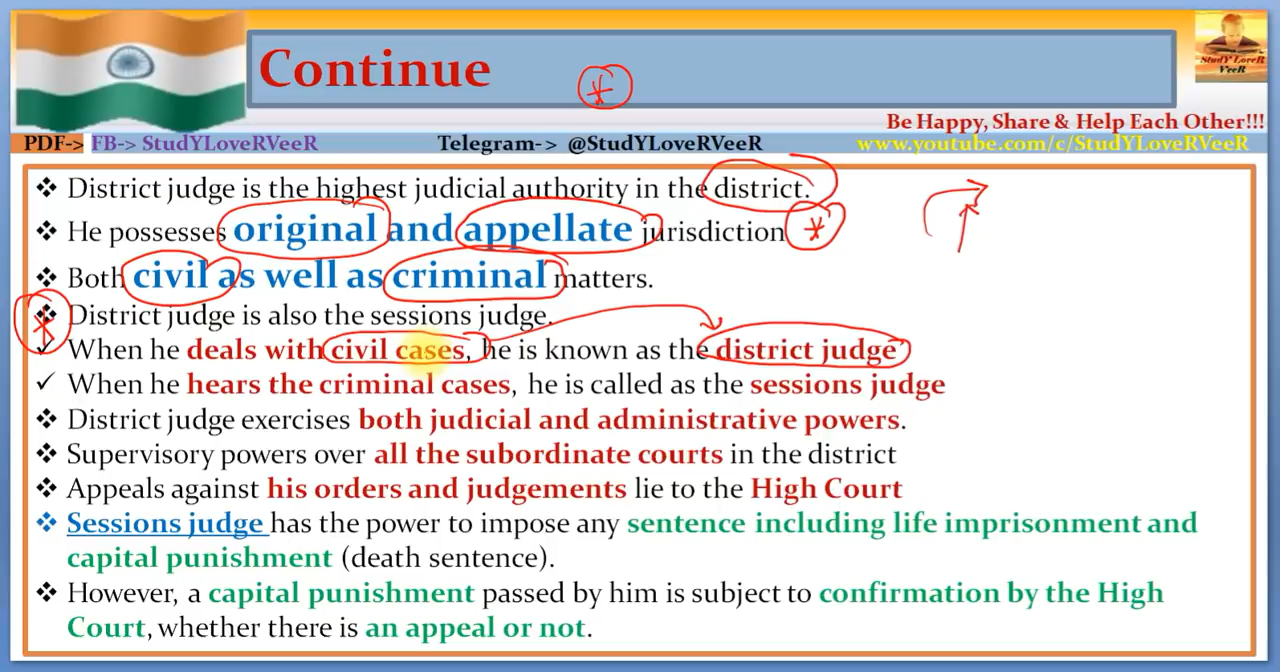 Continue
StudY LoveR
VeeR
Be Happy, Share & Help Each Other!!!
PDF-> FB-> StudYLoveRVeeR Telegram-> @StudYLoveRVeeR www.youtube.com/c/StudYLoveRVeeR
❖ District judge is the highest judicial authority in the district.
❖ He possesses original and appellate jurisdiction
❖ Both civil as well as criminal matters.
❖ District judge is also the sessions judge.
✓ When he deals with civil cases, he is known as the district judge
✓ When he hears the criminal cases, he is called as the sessions judge
❖ District judge exercises both judicial and administrative powers.
❖ Supervisory powers over all the subordinate courts in the district
❖ Appeals against his orders and judgements lie to the High Court
❖ Sessions judge has the power to impose any sentence including life imprisonment and
capital punishment (death sentence).
❖ However, a capital punishment passed by him is subject to confirmation by the High
Court, whether there is an appeal or not.